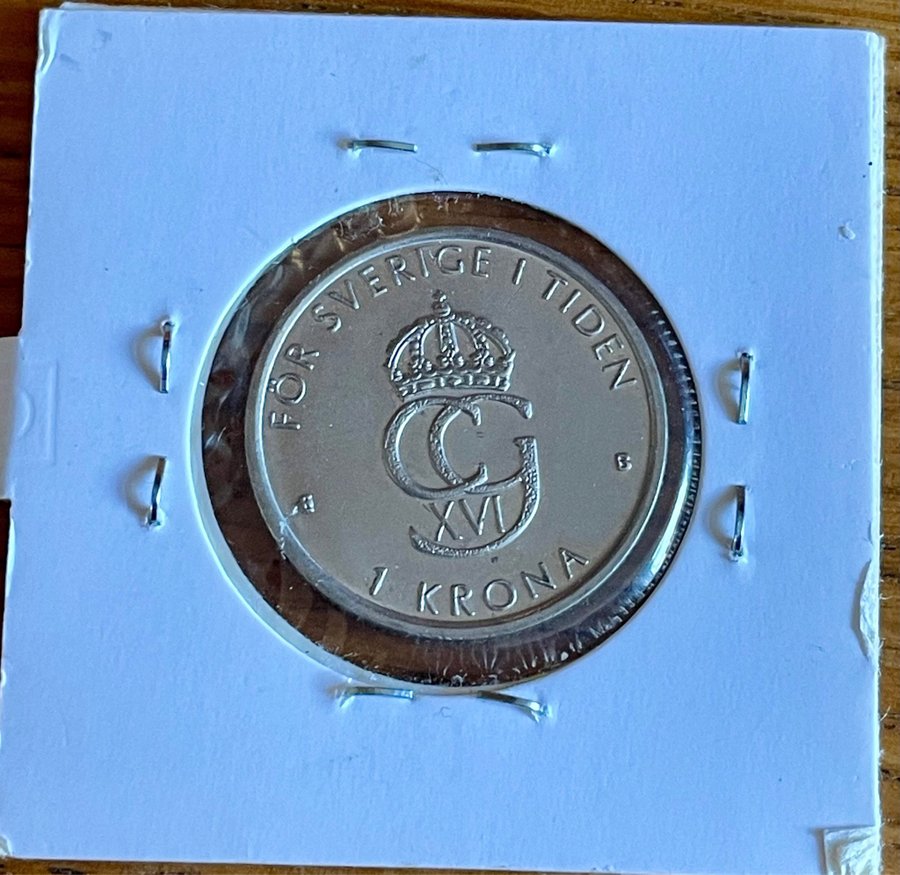 FÖR SVERIGE I TIDEN
CG
XVI
B
1 KRONA